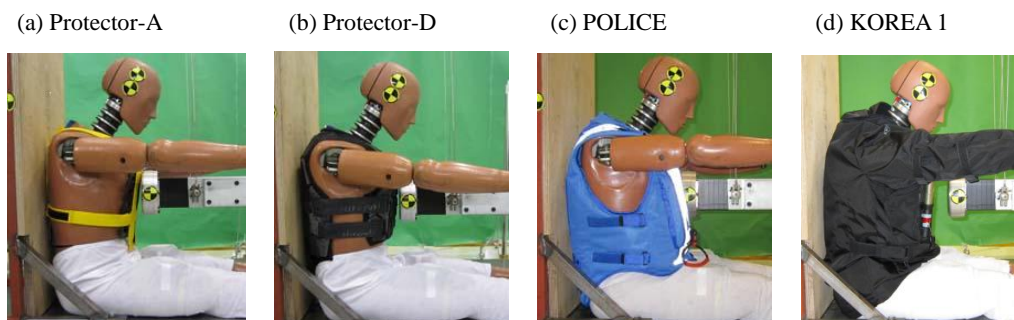 (a) Protector-A
(b) Protector-D
(c) POLICE
(d) KOREA 1